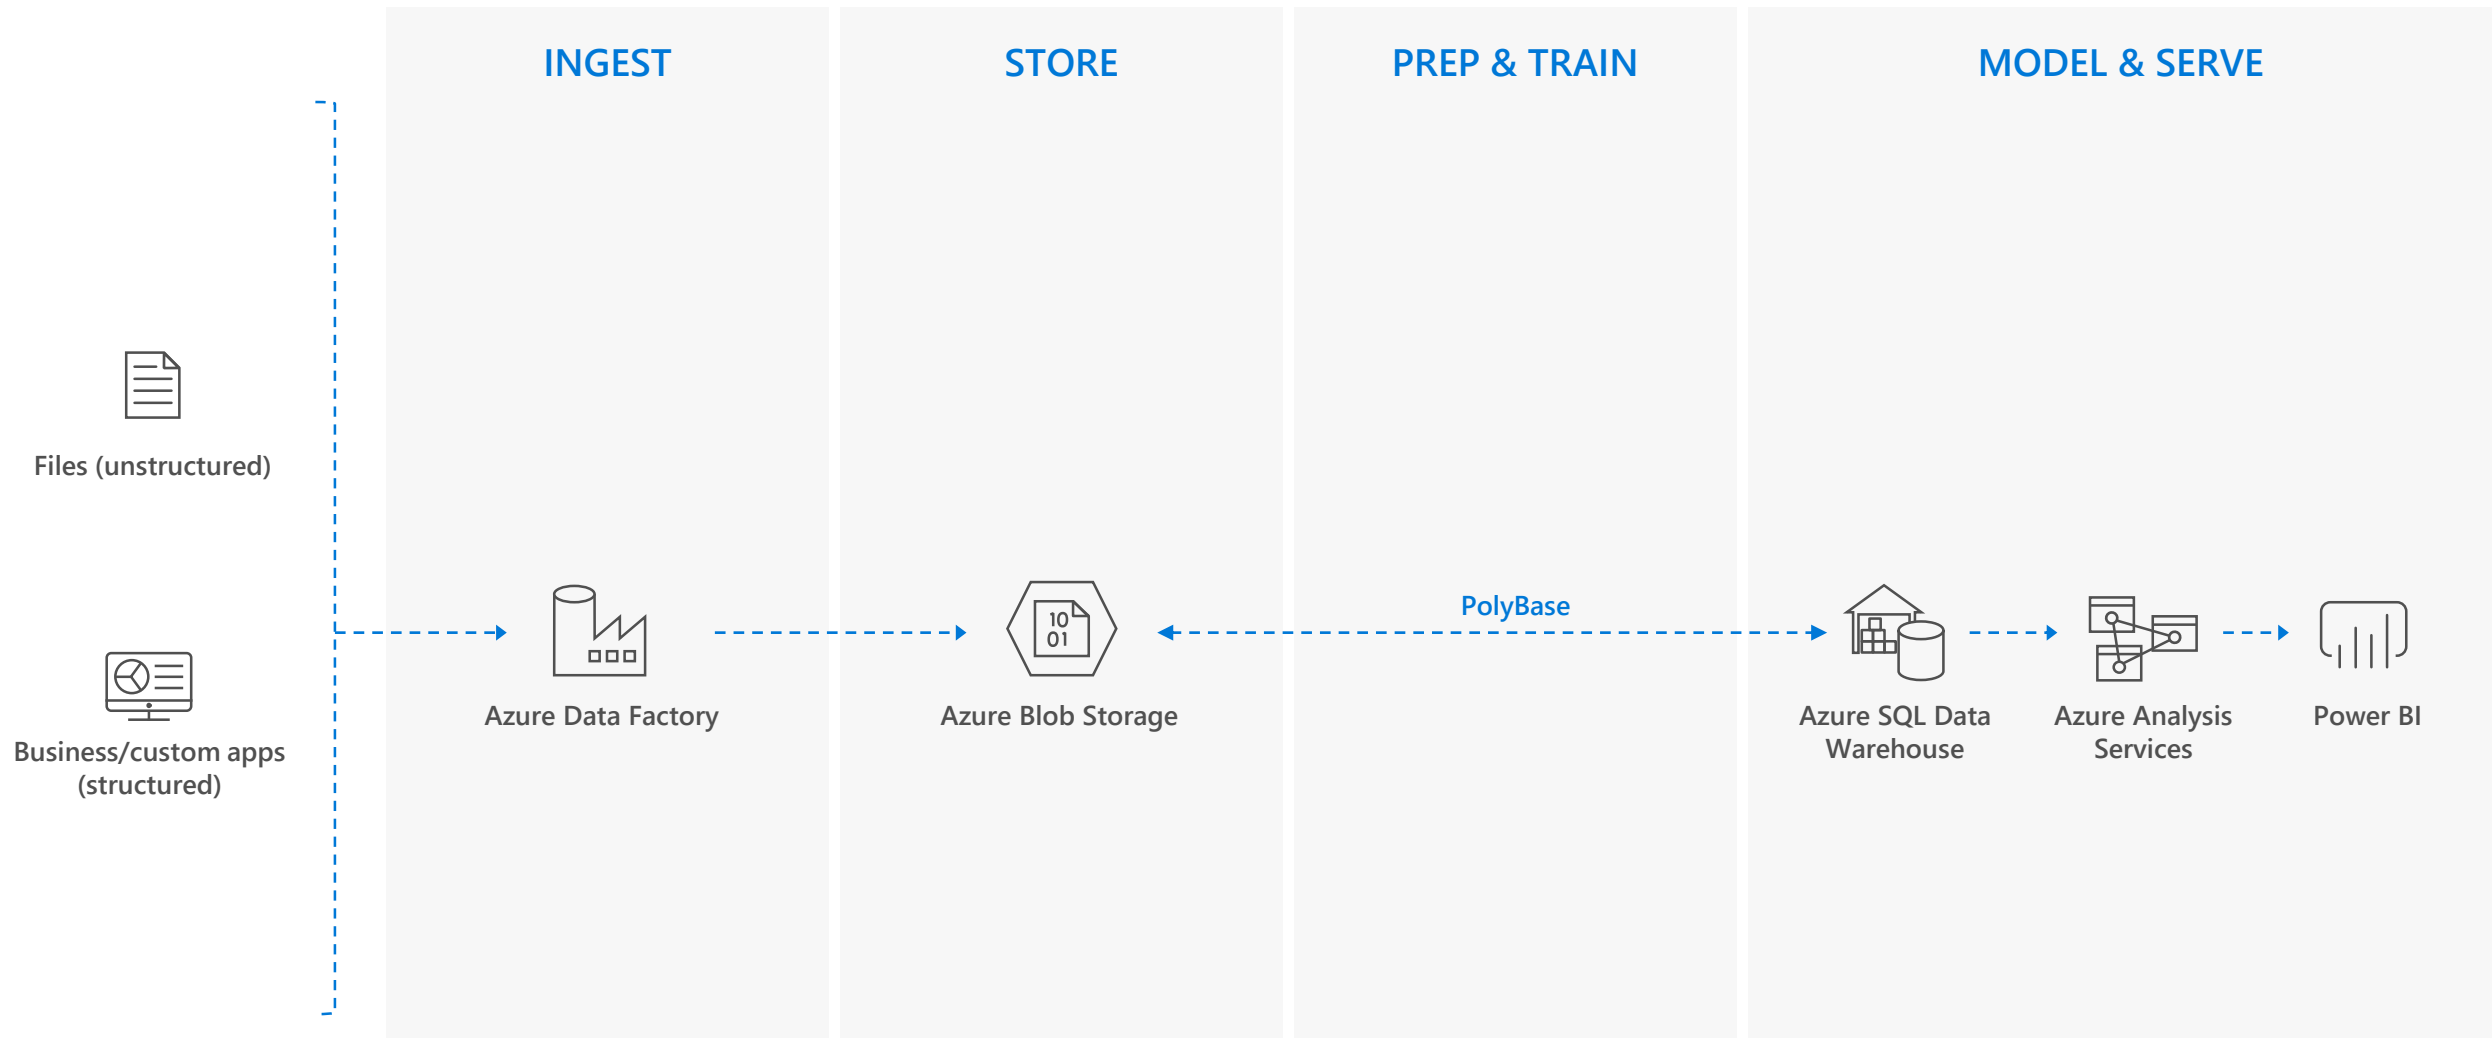 INGEST
STORE
PREP & TRAIN
MODEL & SERVE
Files (unstructured)
Business/custom apps
(structured)
Azure Data Factory
10
01
Azure Blob Storage
PolyBase
Azure SQL Data
Warehouse
Azure Analysis
Services
Power BI